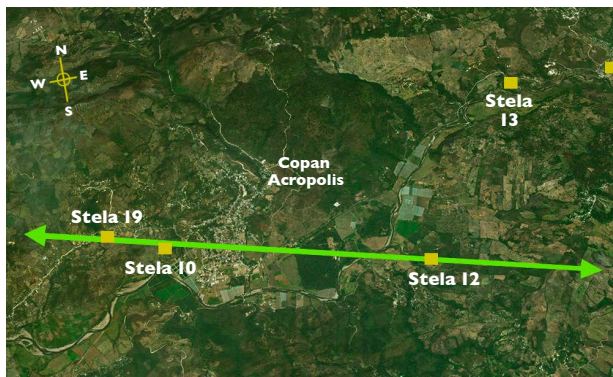 N
W
E
S
Stela
13
Copan
Acropolis
Stela 19
Stela 10
Stela 12